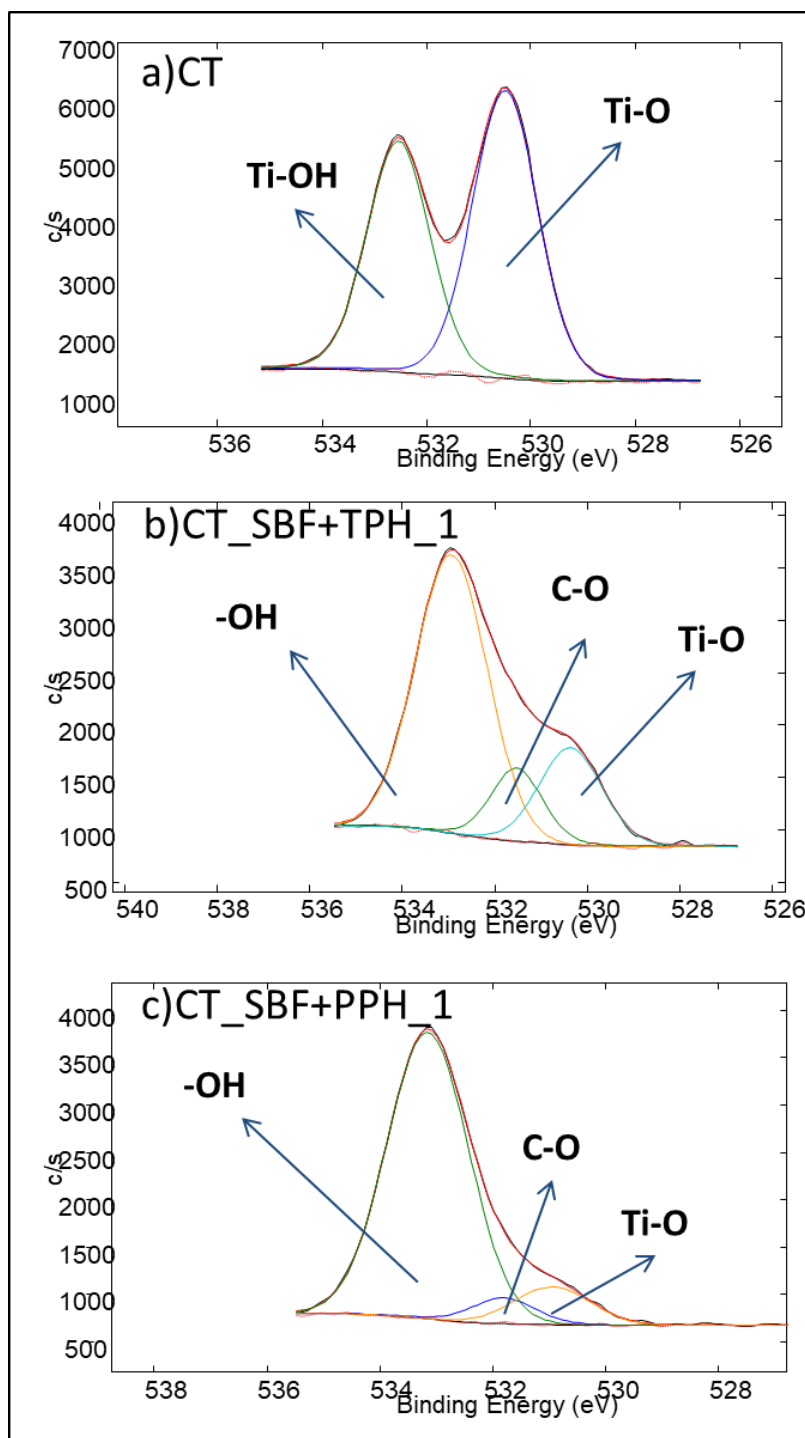 a)CT
7000
6000
5000
4000
3000
2000
1000
c/s
Ti-OH
Ti-O
536 534 532 530 528 526
Binding Energy (eV)
b)CT_SBF+TPH_1
4000
3500
3000
2500
2000
1500
1000
500
c/s
-OH
C-O
Ti-O
540 538 536 534 532 530 528 526
Binding Energy (eV)
c)CT_SBF+PPH_1
4000
3500
3000
2500
2000
1500
1000
500
c/s
-OH
C-O
Ti-O
538 536 534 532 530 528
Binding Energy (eV)